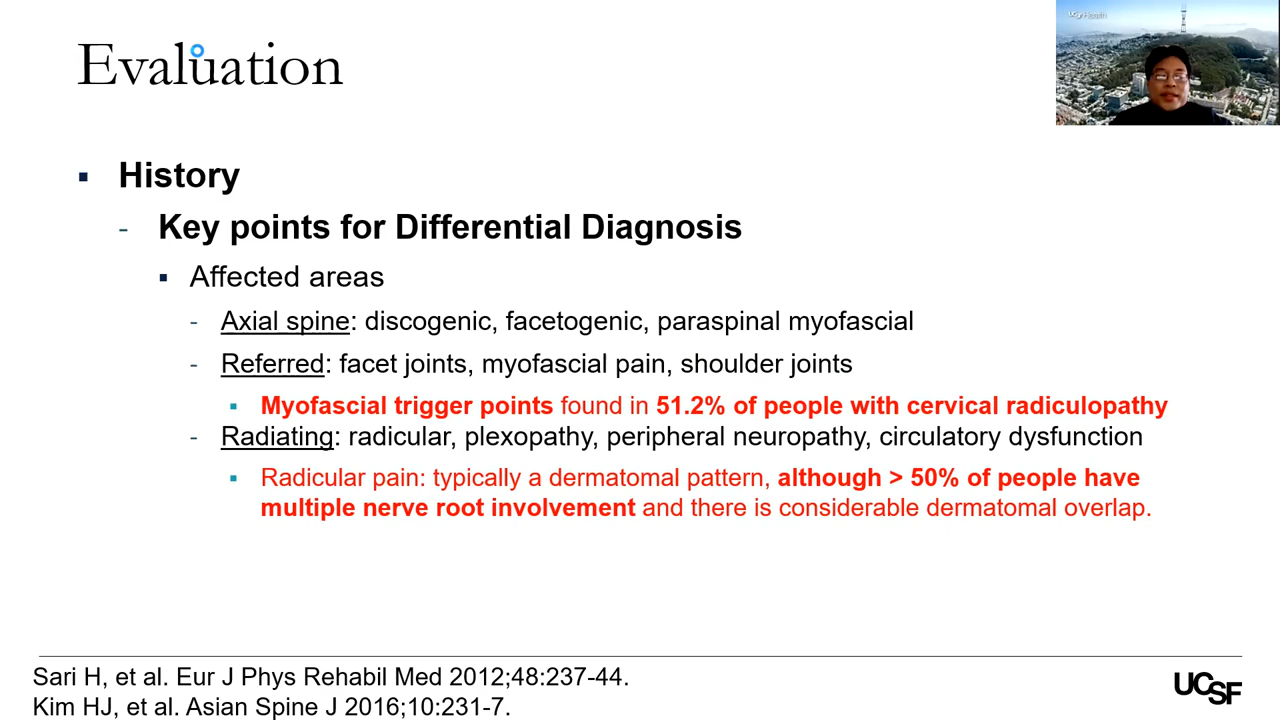 Evaluation
UCSF Health
▪ History
- Key points for Differential Diagnosis
▪ Affected areas
- Axial spine: discogenic, facetogenic, paraspinal myofascial
- Referred: facet joints, myofascial pain, shoulder joints
▪ Myofascial trigger points found in 51.2% of people with cervical radiculopathy
- Radiating: radicular, plexopathy, peripheral neuropathy, circulatory dysfunction
▪ Radicular pain: typically a dermatomal pattern, although > 50% of people have
multiple nerve root involvement and there is considerable dermatomal overlap.
Sari H, et al. Eur J Phys Rehabil Med 2012;48:237-44.
Kim HJ, et al. Asian Spine J 2016;10:231-7.
UCSF